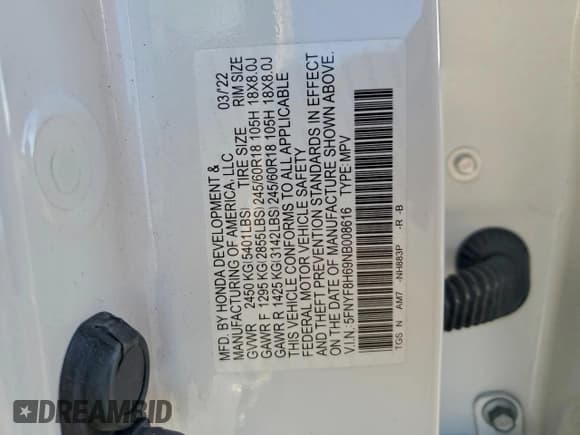 MFD. BY HONDA DEVELOPMENT &
MANUFACTURING OF AMERICA, LLC 03/22
GVWR 2450 KG(5401LBS) TIRE SIZE RIM SIZE
GAWR F 1295 KG(2855LBS) 245/60R18 105H 18X8.0J
GAWR R 1425 KG(3142LBS) 245/60R18 105H 18X8.0J
THIS VEHICLE CONFORMS TO ALL APPLICABLE
FEDERAL MOTOR VEHICLE SAFETY
AND THEFT PREVENTION STANDARDS IN EFFECT
ON THE DATE OF MANUFACTURE SHOWN ABOVE.
V.I.N.: 5FNYF8H69NB008616 TYPE:MPV
TGS N AM7 -NH883P -R -B
DREAMBID